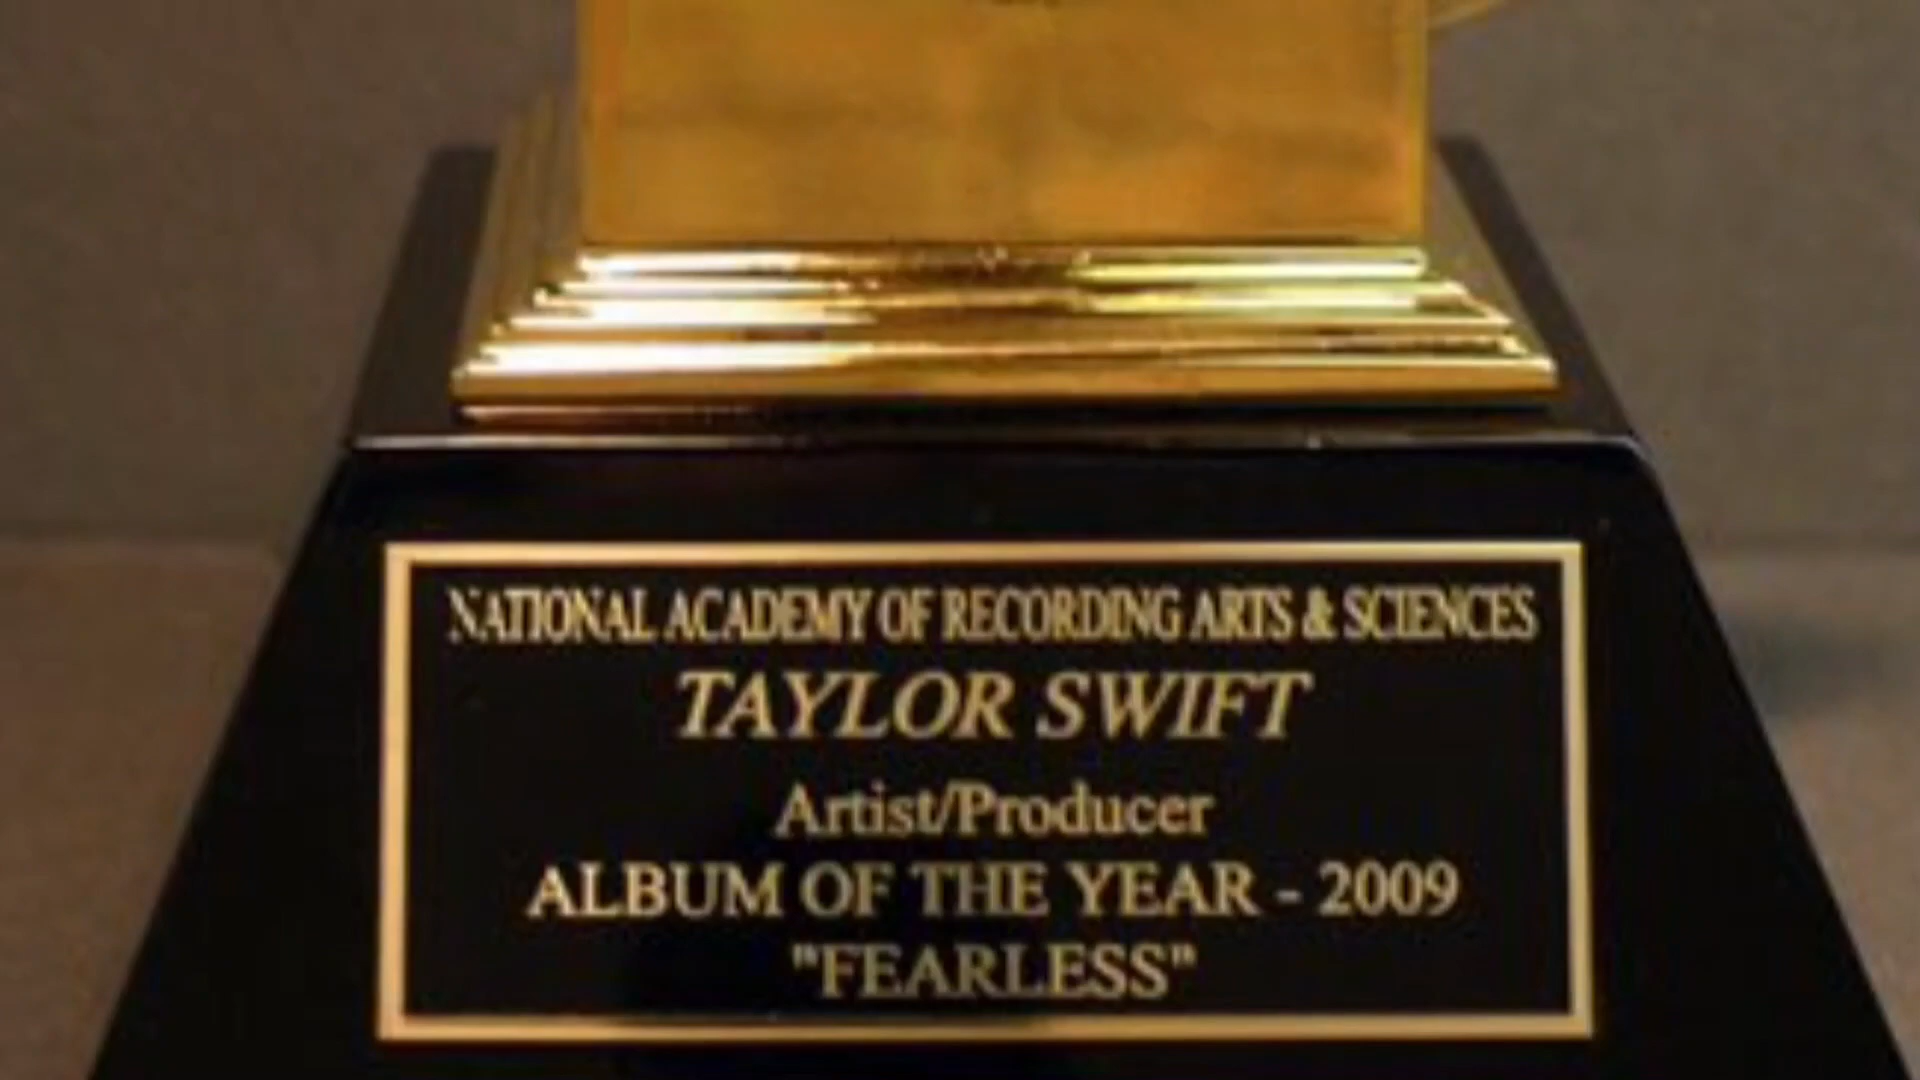 NATIONAL ACADEMY OF RECORDING ARTS & SCIENCES
TAYLOR SWIFT
Artist/Producer
ALBUM OF THE YEAR - 2009
"FEARLESS"